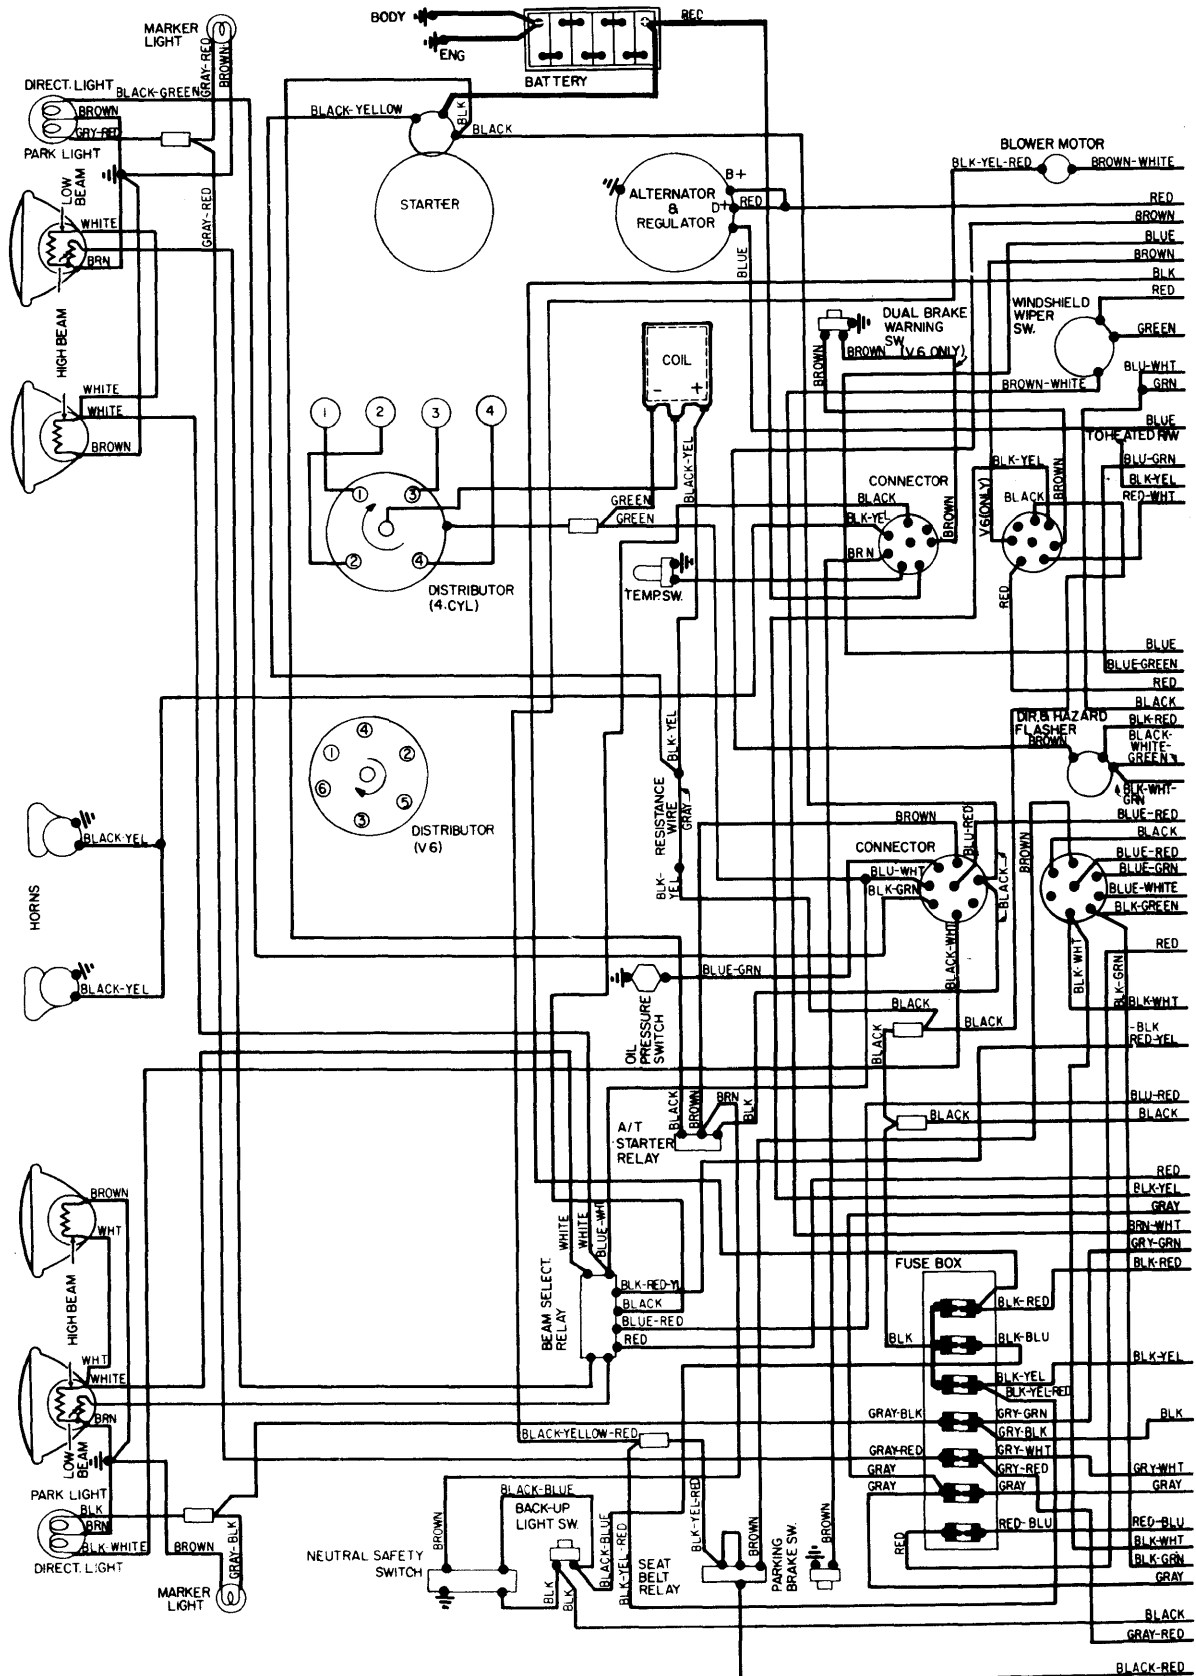 BODY
ENG
BATTERY
RED
MARKER
LIGHT
GRAY-RED
BROWN
DIRECT. LIGHT
BLACK-GREEN
BROWN
GRY-RED
PARK LIGHT
LOW
BEAM
WHITE
BRN
GRAY-RED
HIGH BEAM
WHITE
WHITE
BROWN
BLACK-YELLOW
BLK
BLACK
STARTER
ALTERNATOR
&
REGULATOR
B+
D+
RED
BLUE
BLOWER MOTOR
BLK-YEL-RED
BROWN-WHITE
RED
BROWN
BLUE
BROWN
BLK
RED
WINDSHIELD
WIPER
SW.
GREEN
BLU-WHT
GRN
BLUE
TO HEATED R/W
BLU-GRN
BLK-YEL
RED-WHT
DUAL BRAKE
WARNING
SW
(V6 ONLY)
BROWN
BROWN
BROWN-WHITE
COIL
- +
1 2 3 4
1 3
2 4
DISTRIBUTOR
(4.CYL)
GREEN
GREEN
BLACK-YEL
TEMP.SW.
CONNECTOR
BLACK
BLK-YEL
BRN
BROWN
V6(ONLY)
BLK-YEL
BLACK
BROWN
RED
BLUE
BLUE-GREEN
RED
BLACK
DIR.& HAZARD
FLASHER
BROWN
BLK-RED
BLACK-
WHITE-
GREEN
BLK-WHT-
GRN
BLUE-RED
BLACK
BLUE-RED
BLUE-GRN
BLUE-WHITE
BLK-GREEN
RED
4
1 2
6 5
3
DISTRIBUTOR
(V6)
BLK-YEL
RESISTANCE
WIRE
GRAY
BLK-
YEL
HORNS
BLACK-YEL
BLACK-YEL
BROWN
CONNECTOR
BLU-RED
BLU-WHT
BLK-GRN
BLACK
BLACK-WHT
BROWN
BLK-WHT
BLK-GRN
BLK-WHT
OIL
PRESSURE
SWITCH
BLUE-GRN
BLACK
BLACK
BLACK
-BLK
RED-YEL
BLU-RED
BLACK
BLACK
A/T
STARTER
RELAY
BLACK
BROWN
BRN
BLK
RED
BLK-YEL
GRAY
BRN-WHT
GRY-GRN
BLK-RED
BROWN
WHT
HIGH BEAM
WHT
WHITE
BRN
LOW
BEAM
PARK LIGHT
BLK
BRN
BLK-WHITE
DIRECT. LIGHT
BROWN
GRAY-BLK
MARKER
LIGHT
WHITE
WHITE
BLUE-WHT
BEAM SELECT.
RELAY
BLK-RED-YL
BLACK
BLUE-RED
RED
FUSE BOX
BLK-RED
BLK
BLK-BLU
BLK-YEL
BLK-YEL-RED
BLK-YEL
GRAY-BLK
GRY-GRN
GRY-BLK
BLK
GRAY-RED
GRY-WHT
GRY-RED
GRY-WHT
GRAY
GRAY
GRAY
GRAY
RED
RED-BLU
RED-BLU
BLK-WHT
BLK-GRN
GRAY
BLACK
GRAY-RED
BLACK-RED
BLACK-YELLOW-RED
BLACK-BLUE
BACK-UP
LIGHT SW.
BROWN
NEUTRAL SAFETY
SWITCH
BLK
BLK
BLACK-BLUE
BLK-YEL-RED
SEAT
BELT
RELAY
BLK-YEL-RED
BROWN
PARKING
BRAKE SW.
BROWN